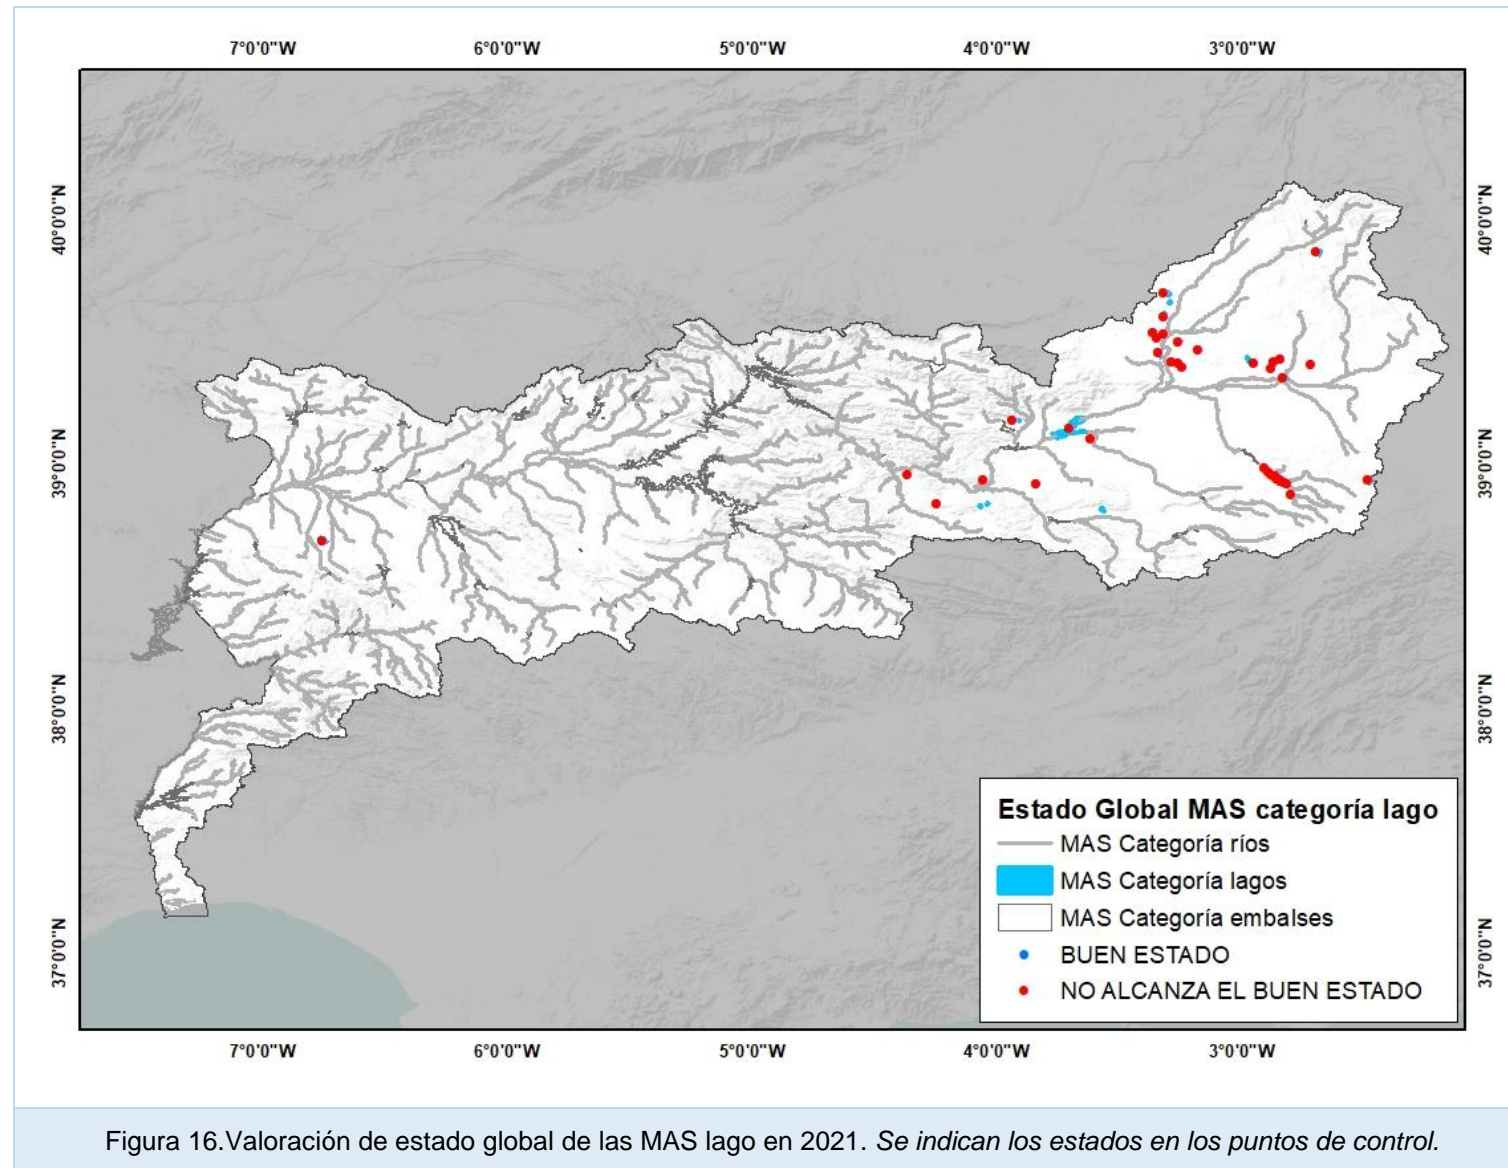 7°0'0"W 6°0'0"W 5°0'0"W 4°0'0"W 3°0'0"W
40°0'0"N 40°0'0"N
39°0'0"N 39°0'0"N
38°0'0"N 38°0'0"N
37°0'0"N 37°0'0"N
Estado Global MAS categoría lago
MAS Categoría ríos
MAS Categoría lagos
MAS Categoría embalses
BUEN ESTADO
NO ALCANZA EL BUEN ESTADO
7°0'0"W 6°0'0"W 5°0'0"W 4°0'0"W 3°0'0"W
Figura 16.Valoración de estado global de las MAS lago en 2021. Se indican los estados en los puntos de control.